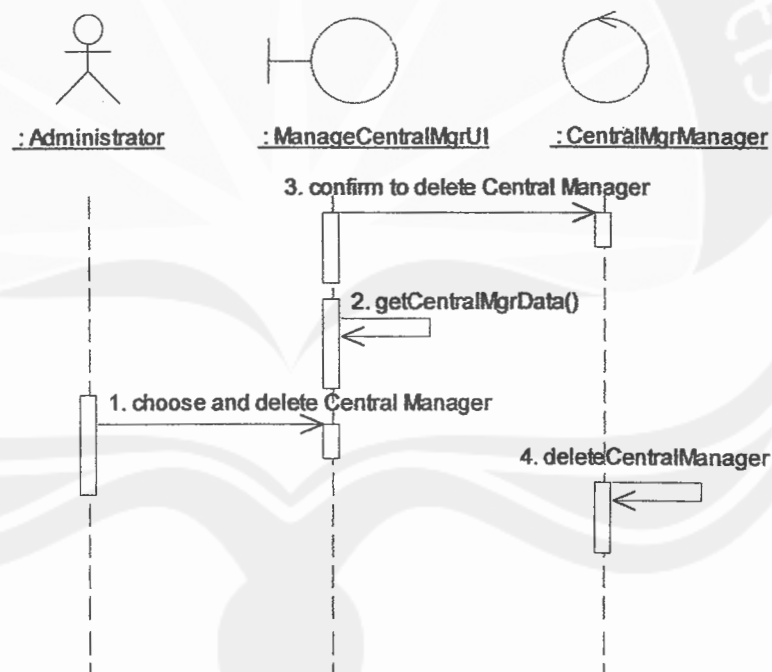 : Administrator
: ManageCentralMgrUI
: CentralMgrManager
3. confirm to delete Central Manager
2. getCentralMgrData()
1. choose and delete Central Manager
4. deleteCentralManager